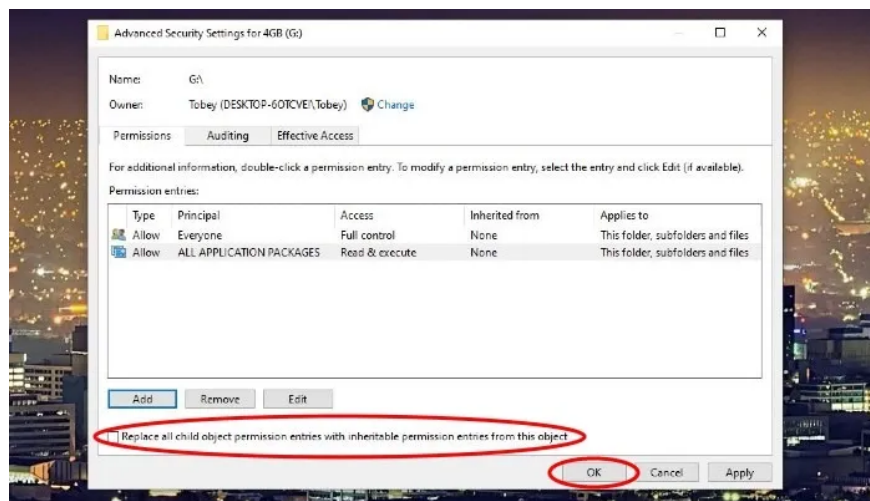 Advanced Security Settings for 4GB (G:)
Name: G:\
Owner: Tobey (DESKTOP-6OTCVEI\Tobey) Change
Permissions Auditing Effective Access
For additional information, double-click a permission entry. To modify a permission entry, select the entry and click Edit (if available).
Permission entries:
Type Principal Access Inherited from Applies to
Allow Everyone Full control None This folder, subfolders and files
Allow ALL APPLICATION PACKAGES Read & execute None This folder, subfolders and files
Add Remove Edit
Replace all child object permission entries with inheritable permission entries from this object
OK Cancel Apply